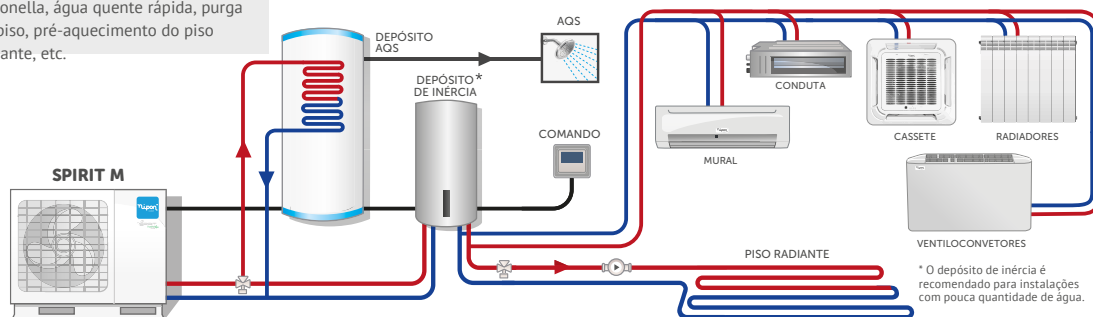 onella, água quente rápida, purga
piso, pré-aquecimento do piso
ante, etc.
AQS
DEPÓSITO
AQS
DEPÓSITO *
DE INÉRCIA
COMANDO
CONDUTA
MURAL
CASSETE
RADIADORES
SPIRIT M
VENTILOCONVETORES
PISO RADIANTE
* O depósito de inércia é
recomendado para instalações
com pouca quantidade de água.